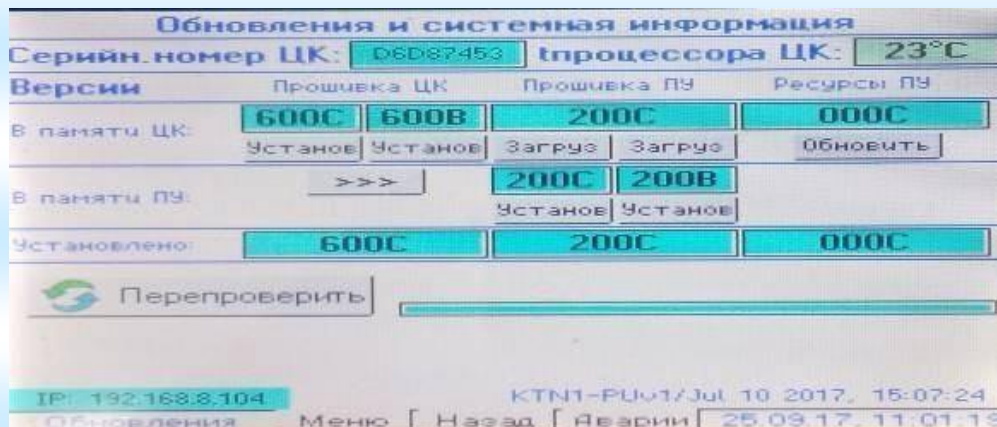 Обновления и системная информация
Серийн.номер ЦК: D6D87453 tпроцессора ЦК: 23°C
Версии Прошивка ЦК Прошивка ПУ Ресурсы ПУ
В памяти ЦК: 600C 600B 200C 000C
Установ Установ Загруз Загруз Обновить
В памяти ПУ: >>> 200C 200B
Установ Установ
Установлено: 600C 200C 000C
Перепроверить
IP: 192.168.8.104 KTN1-PUv1/Jul 10 2017, 15:07:24
Обновления Меню Назад Аварии 25.09.17, 11:01:13